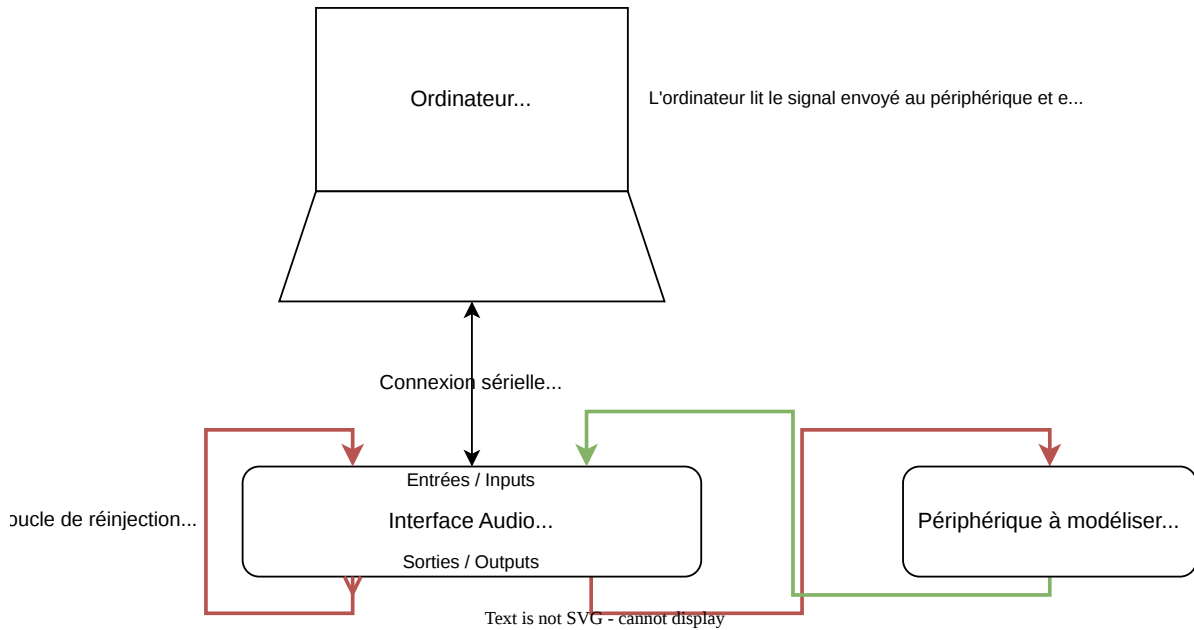 Ordinateur...
L'ordinateur lit le signal envoyé au périphérique et e...
Connexion sérielle...
Entrées / Inputs
oucle de réinjection...
Interface Audio...
Périphérique à modéliser...
Sorties / Outputs
Text is not SVG - cannot display